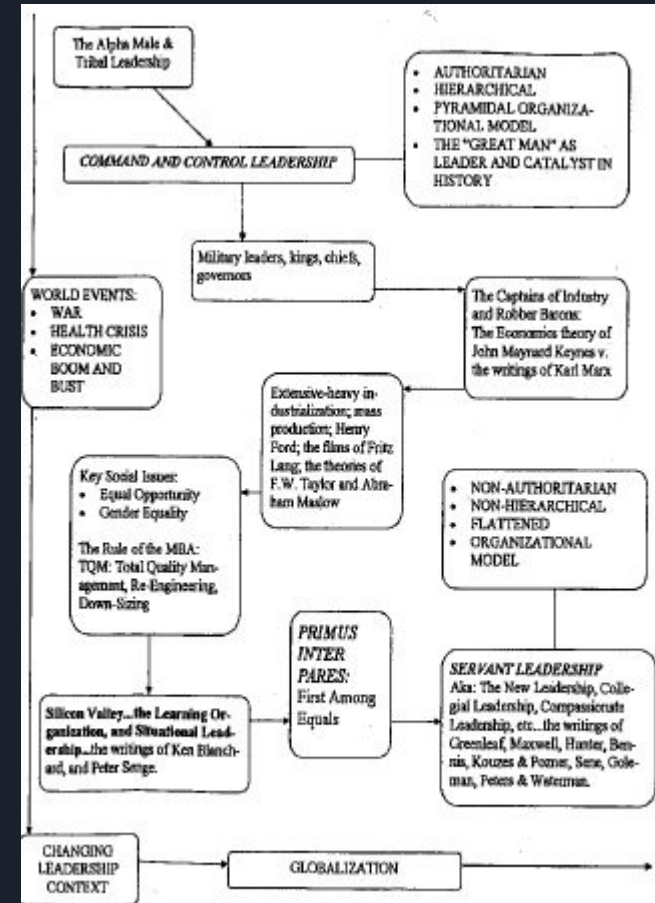 The Alpha Male &
Tribal Leadership
• AUTHORITARIAN
• HIERARCHICAL
• PYRAMIDAL ORGANIZA-
TIONAL MODEL
• THE "GREAT MAN" AS
LEADER AND CATALYST IN
HISTORY
COMMAND AND CONTROL LEADERSHIP
Military leaders, kings, chiefs,
governors
WORLD EVENTS:
• WAR
• HEALTH CRISIS
• ECONOMIC
BOOM AND
BUST
The Captains of Industry
and Robber Barons:
The Economics theory of
John Maynard Keynes v.
the writings of Karl Marx
Extensive-heavy in-
dustrialization; mass
production; Henry
Ford; the films of Fritz
Lang; the theories of
F.W. Taylor and Abra-
ham Maslow
Key Social Issues:
• Equal Opportunity
• Gender Equality
The Rule of the MBA:
TQM: Total Quality Man-
agement, Re-Engineering,
Down-Sizing
• NON-AUTHORITARIAN
• NON-HIERARCHICAL
• FLATTENED
• ORGANIZATIONAL
MODEL
PRIMUS
INTER
PARES:
First Among
Equals
SERVANT LEADERSHIP
Aka: The New Leadership, Colle-
gial Leadership, Compassionate
Leadership, etc...the writings of
Greenleaf, Maxwell, Hunter, Ben-
nis, Kouzes & Pozner, Sene, Gole-
man, Peters & Waterman.
Silicon Valley...the Learning Or-
ganization, and Situational Lead-
ership...the writings of Ken Blanch-
ard, and Peter Senge.
CHANGING
LEADERSHIP
CONTEXT
GLOBALIZATION